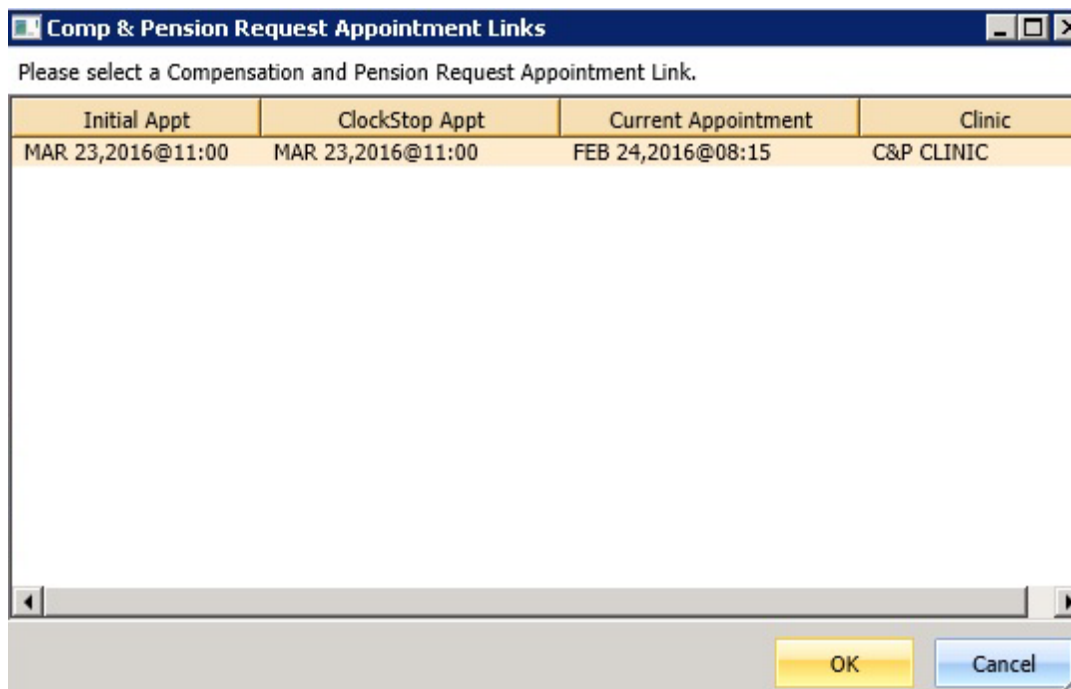 Comp & Pension Request Appointment Links
Please select a Compensation and Pension Request Appointment Link.
Initial Appt ClockStop Appt Current Appointment Clinic
MAR 23,2016@11:00 MAR 23,2016@11:00 FEB 24,2016@08:15 C&P CLINIC
OK Cancel